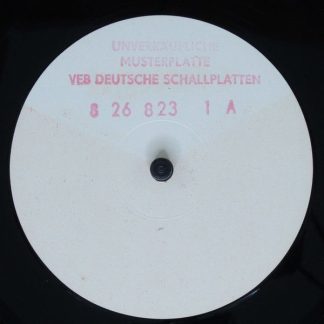 UNVERKÄUFLICHE
MUSTERPLATTE
VEB DEUTSCHE SCHALLPLATTEN
8 26 823 1 A